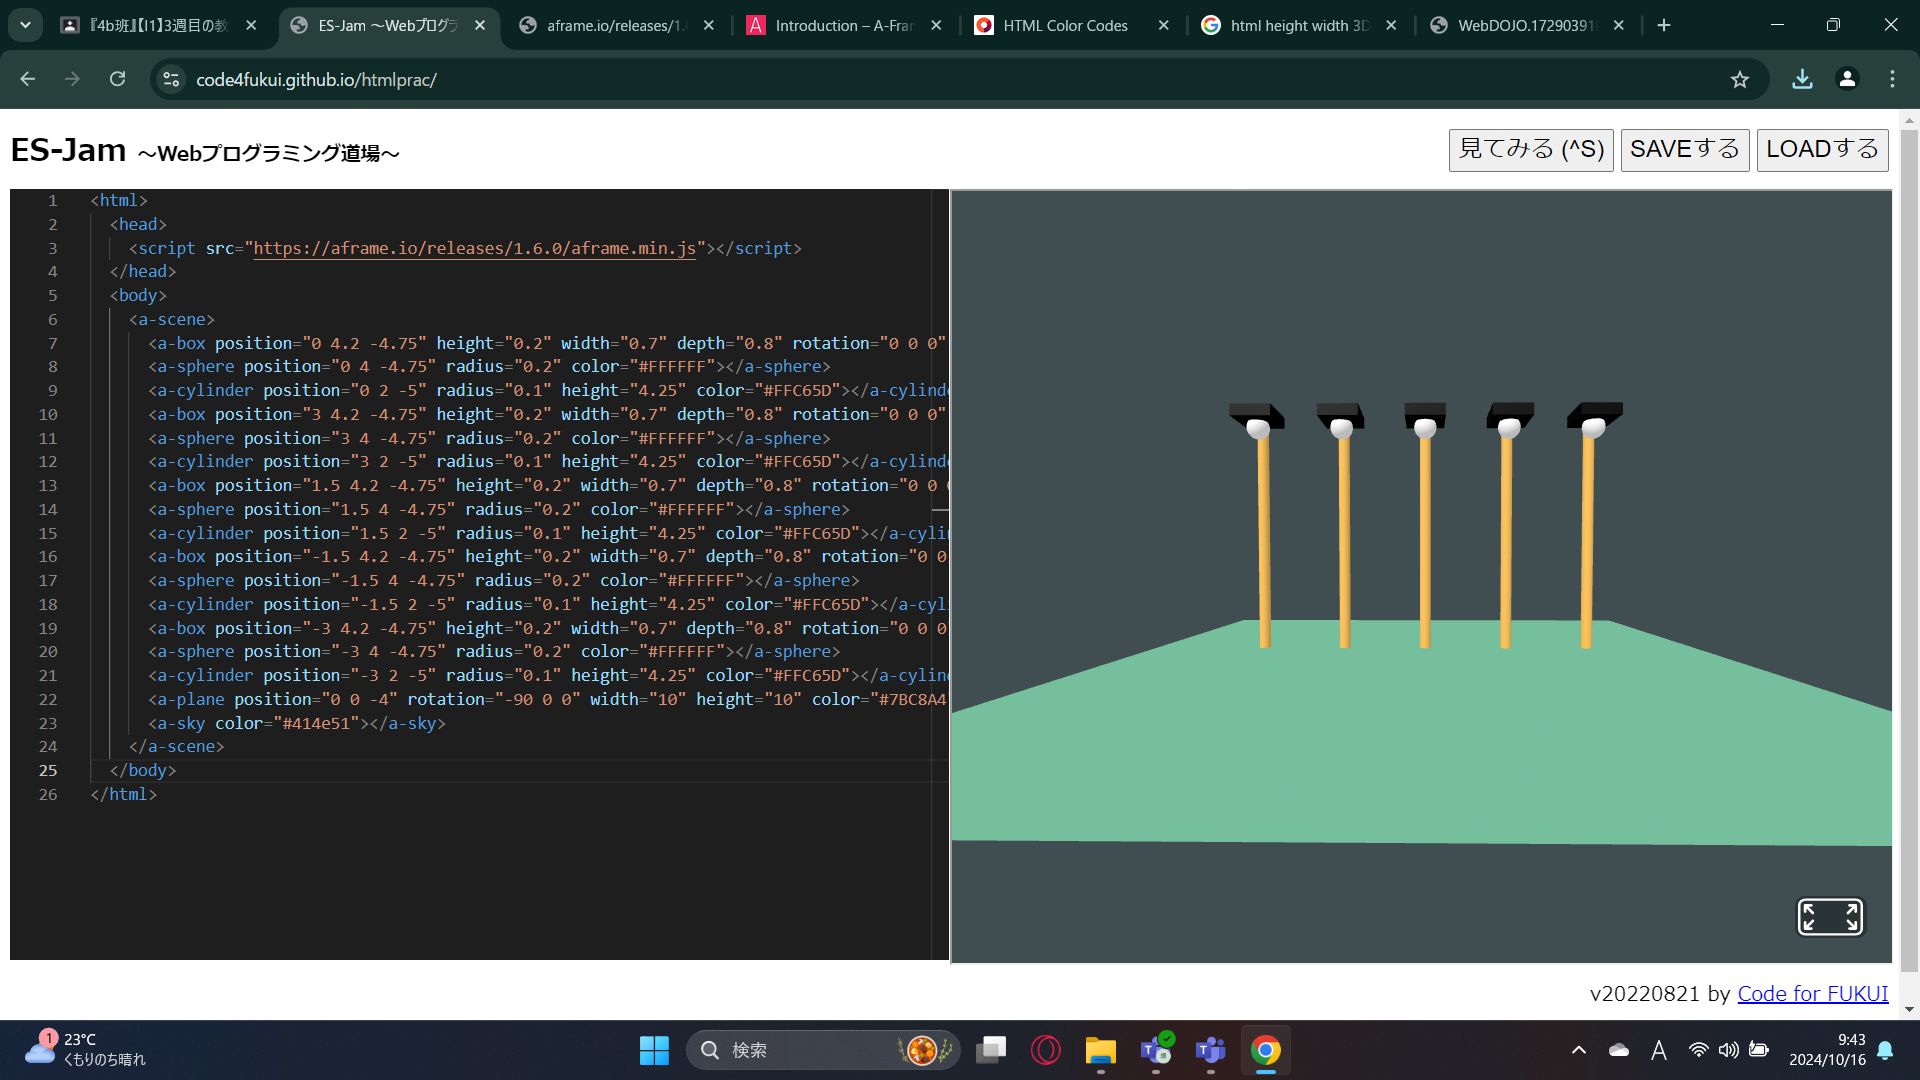 『4b班』【I1】3週目の教
ES-Jam 〜Webプログラ
aframe.io/releases/1.
Introduction – A-Fra
HTML Color Codes
html height width 3D
WebDOJO.17290391
code4fukui.github.io/htmlprac/
ES-Jam 〜Webプログラミング道場〜
見てみる (^S) SAVEする LOADする
1 <html>
2 <head>
3 <script src="https://aframe.io/releases/1.6.0/aframe.min.js"></script>
4 </head>
5 <body>
6 <a-scene>
7 <a-box position="0 4.2 -4.75" height="0.2" width="0.7" depth="0.8" rotation="0 0 0"
8 <a-sphere position="0 4 -4.75" radius="0.2" color="#FFFFFF"></a-sphere>
9 <a-cylinder position="0 2 -5" radius="0.1" height="4.25" color="#FFC65D"></a-cylinde
10 <a-box position="3 4.2 -4.75" height="0.2" width="0.7" depth="0.8" rotation="0 0 0"
11 <a-sphere position="3 4 -4.75" radius="0.2" color="#FFFFFF"></a-sphere>
12 <a-cylinder position="3 2 -5" radius="0.1" height="4.25" color="#FFC65D"></a-cylinde
13 <a-box position="1.5 4.2 -4.75" height="0.2" width="0.7" depth="0.8" rotation="0 0 0
14 <a-sphere position="1.5 4 -4.75" radius="0.2" color="#FFFFFF"></a-sphere>
15 <a-cylinder position="1.5 2 -5" radius="0.1" height="4.25" color="#FFC65D"></a-cylin
16 <a-box position="-1.5 4.2 -4.75" height="0.2" width="0.7" depth="0.8" rotation="0 0
17 <a-sphere position="-1.5 4 -4.75" radius="0.2" color="#FFFFFF"></a-sphere>
18 <a-cylinder position="-1.5 2 -5" radius="0.1" height="4.25" color="#FFC65D"></a-cyli
19 <a-box position="-3 4.2 -4.75" height="0.2" width="0.7" depth="0.8" rotation="0 0 0
20 <a-sphere position="-3 4 -4.75" radius="0.2" color="#FFFFFF"></a-sphere>
21 <a-cylinder position="-3 2 -5" radius="0.1" height="4.25" color="#FFC65D"></a-cylind
22 <a-plane position="0 0 -4" rotation="-90 0 0" width="10" height="10" color="#7BC8A4
23 <a-sky color="#414e51"></a-sky>
24 </a-scene>
25 </body>
26 </html>
v20220821 by Code for FUKUI
1
23°C
くもりのち晴れ
検索
A
9:43
2024/10/16